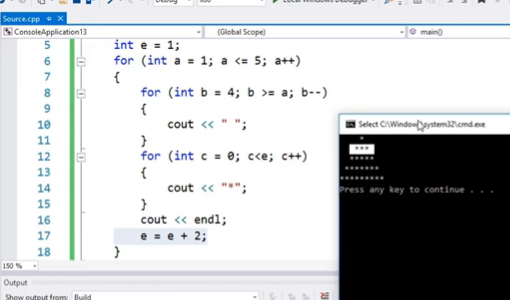 Debug
x86
Local Windows Debugger
Source.cpp
ConsoleApplication13
(Global Scope)
main()
5 int e = 1;
6 for (int a = 1; a <= 5; a++)
7 {
8 for (int b = 4; b >= a; b--)
9 {
10 cout << " ";
11 }
12 for (int c = 0; c<e; c++)
13 {
14 cout << "*";
15 }
16 cout << endl;
17 e = e + 2;
18 }
Select C:\Windows\system32\cmd.exe
*
***
*****
*******
*********
Press any key to continue . . .
150 %
Output
Show output from: Build